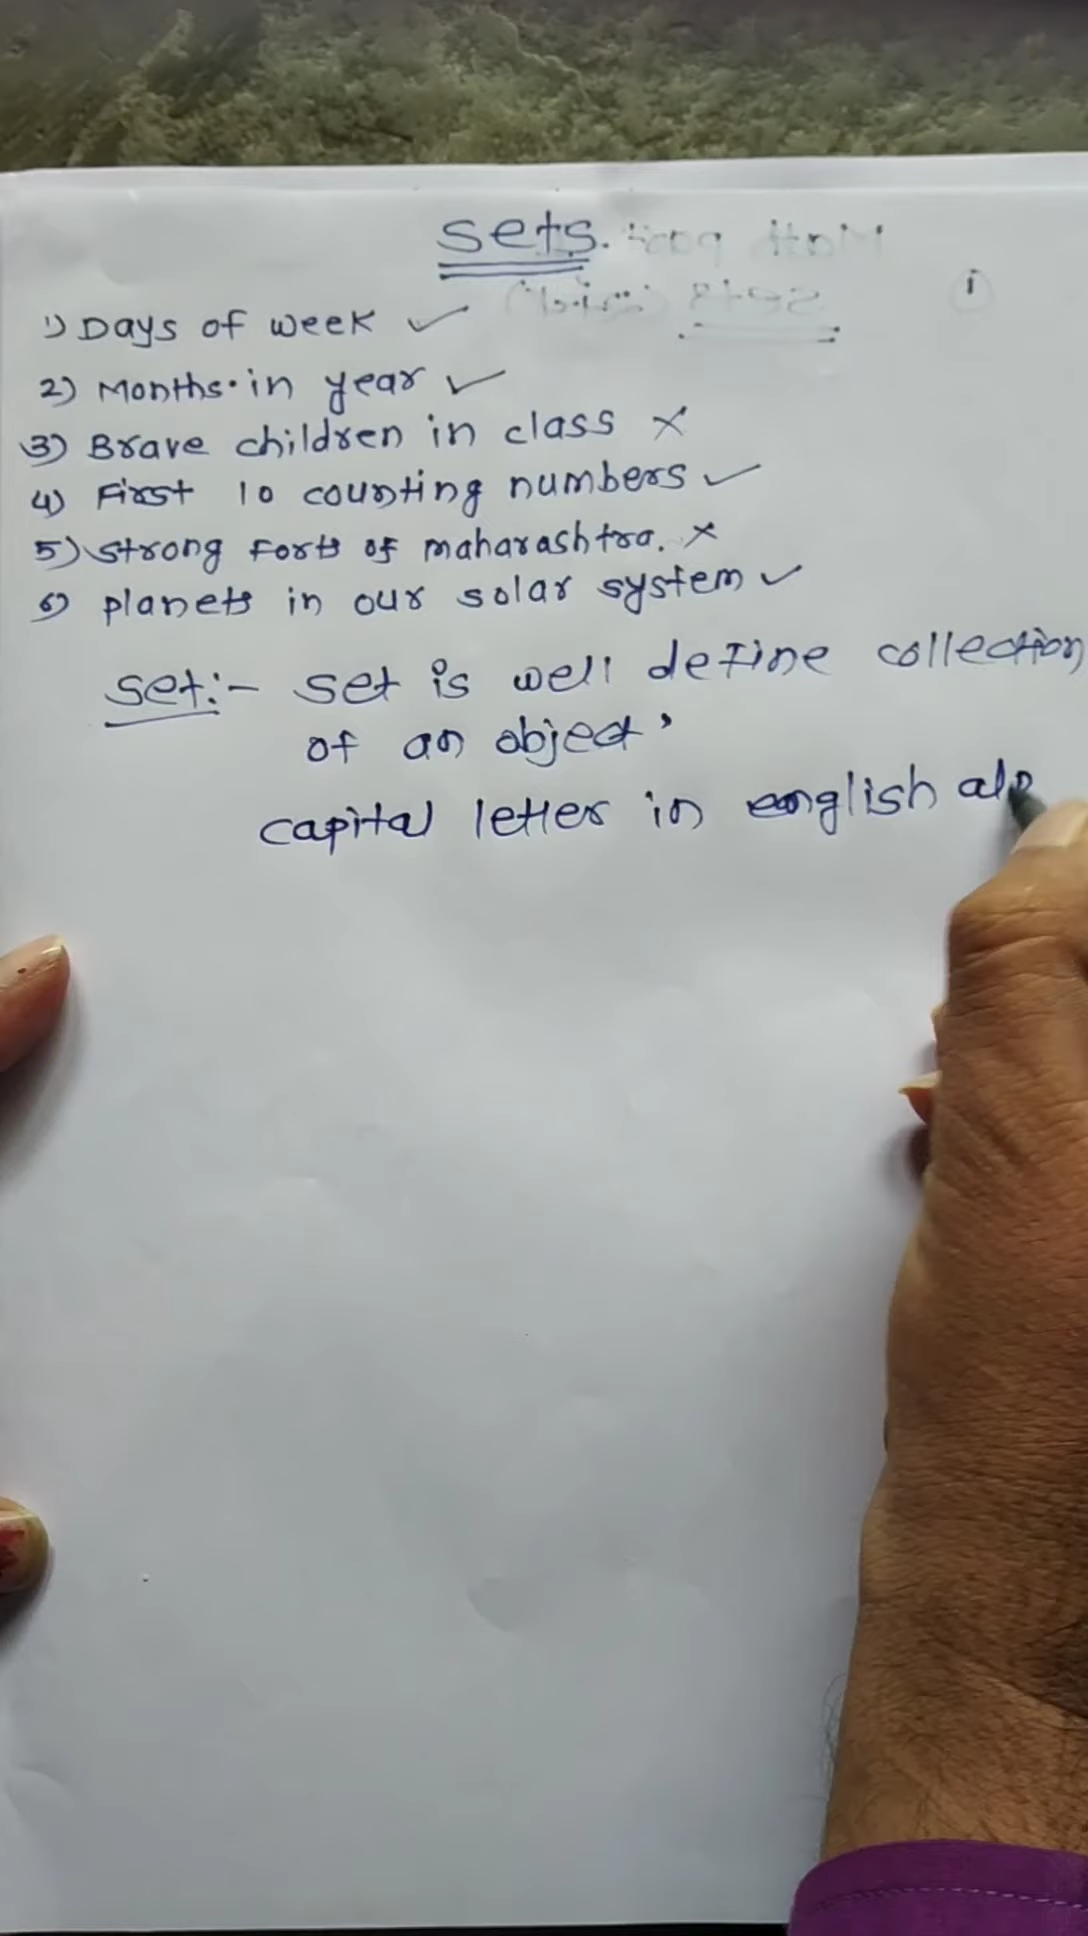 sets.
1) Days of week ✓
2) Months in year ✓
3) Brave children in class ×
4) First 10 counting numbers ✓
5) strong Forts of maharashtra. ×
6) planets in our solar system ✓
set:- set is well define collection
of an object'
capital letter in english alp